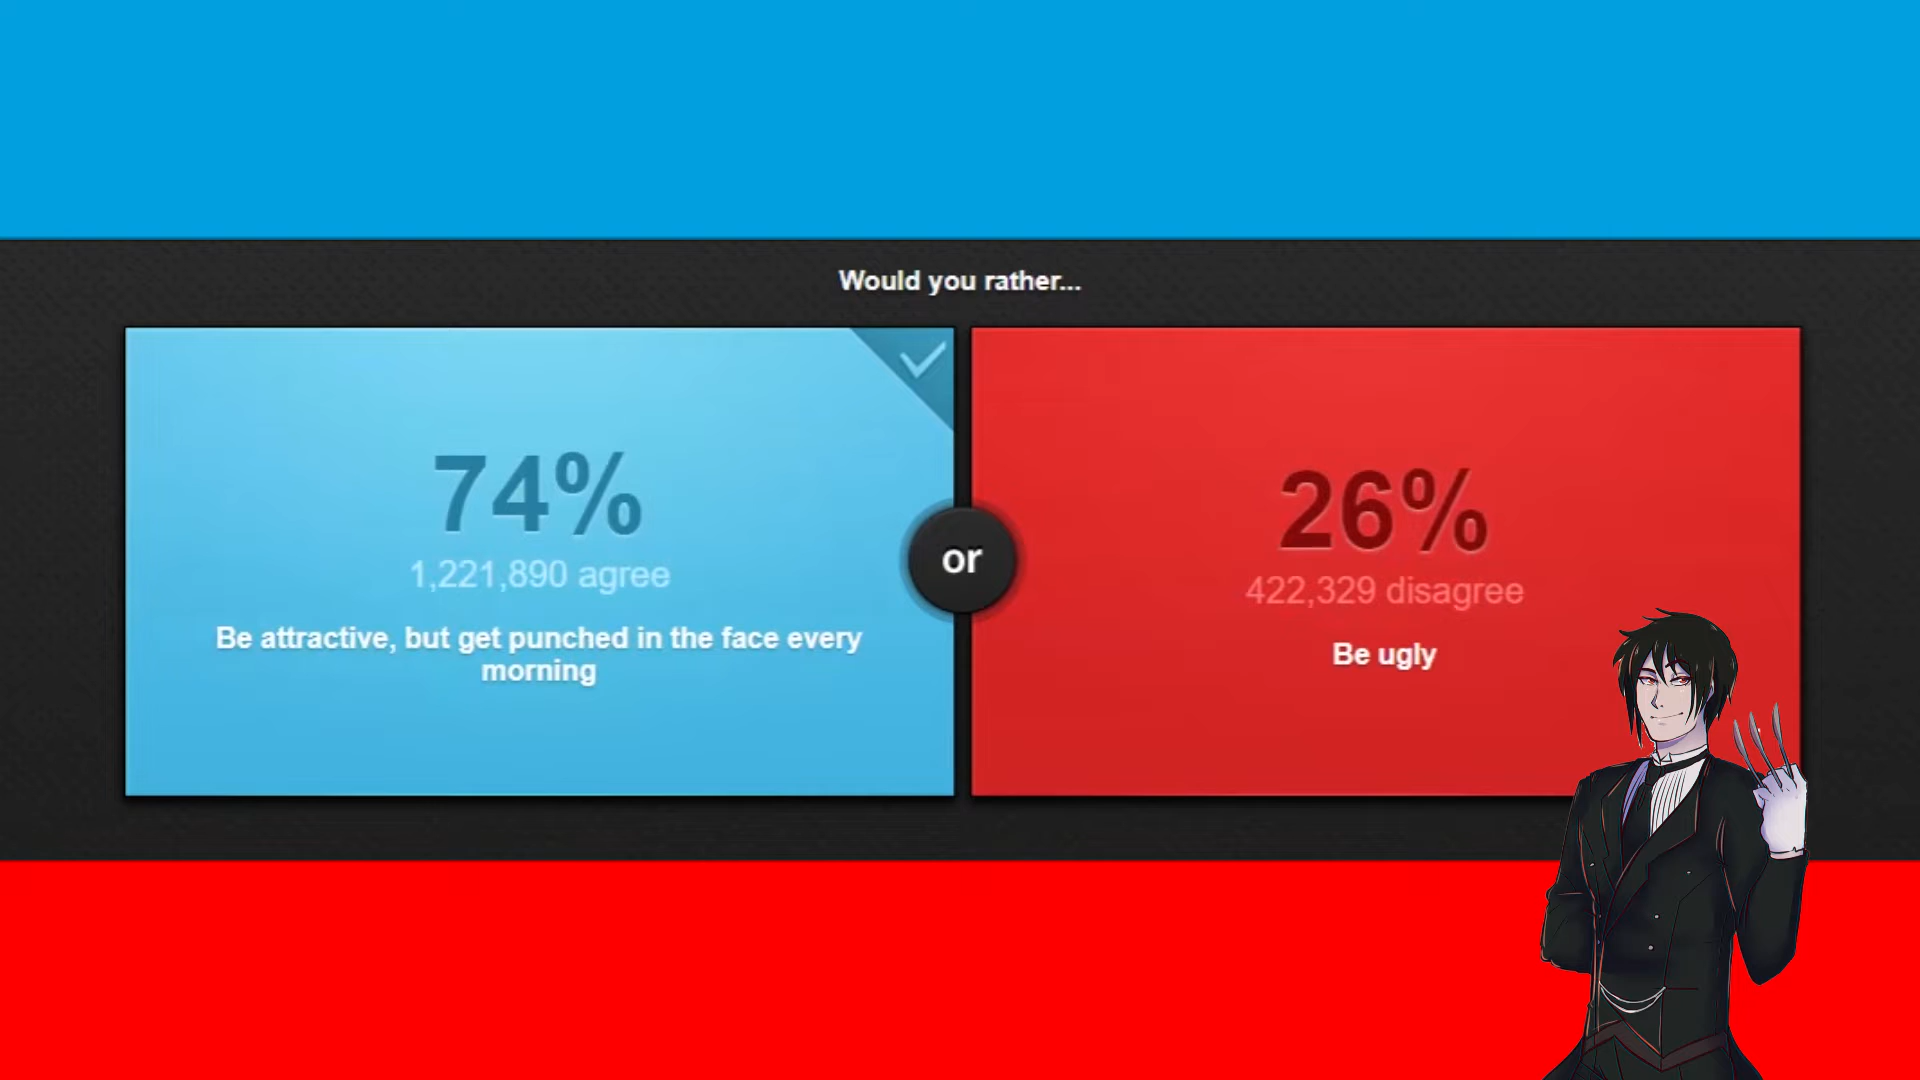 Would you rather...
74%
1,221,890 agree
Be attractive, but get punched in the face every
morning
or
26%
422,329 disagree
Be ugly